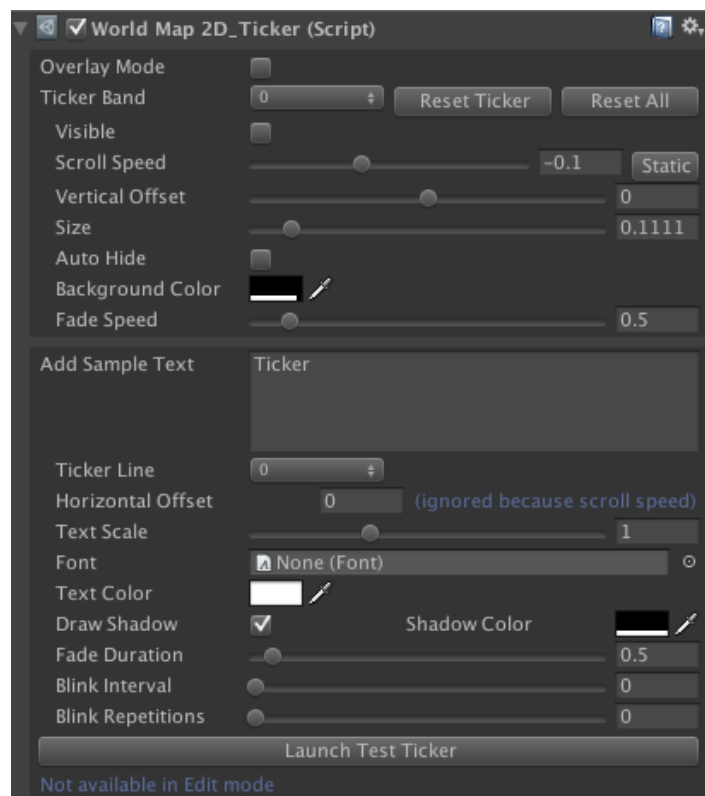 World Map 2D_Ticker (Script)
Overlay Mode
Ticker Band 0 Reset Ticker Reset All
Visible
Scroll Speed -0.1 Static
Vertical Offset 0
Size 0.1111
Auto Hide
Background Color
Fade Speed 0.5
Add Sample Text Ticker
Ticker Line 0
Horizontal Offset 0 (ignored because scroll speed)
Text Scale 1
Font None (Font)
Text Color
Draw Shadow Shadow Color
Fade Duration 0.5
Blink Interval 0
Blink Repetitions 0
Launch Test Ticker
Not available in Edit mode